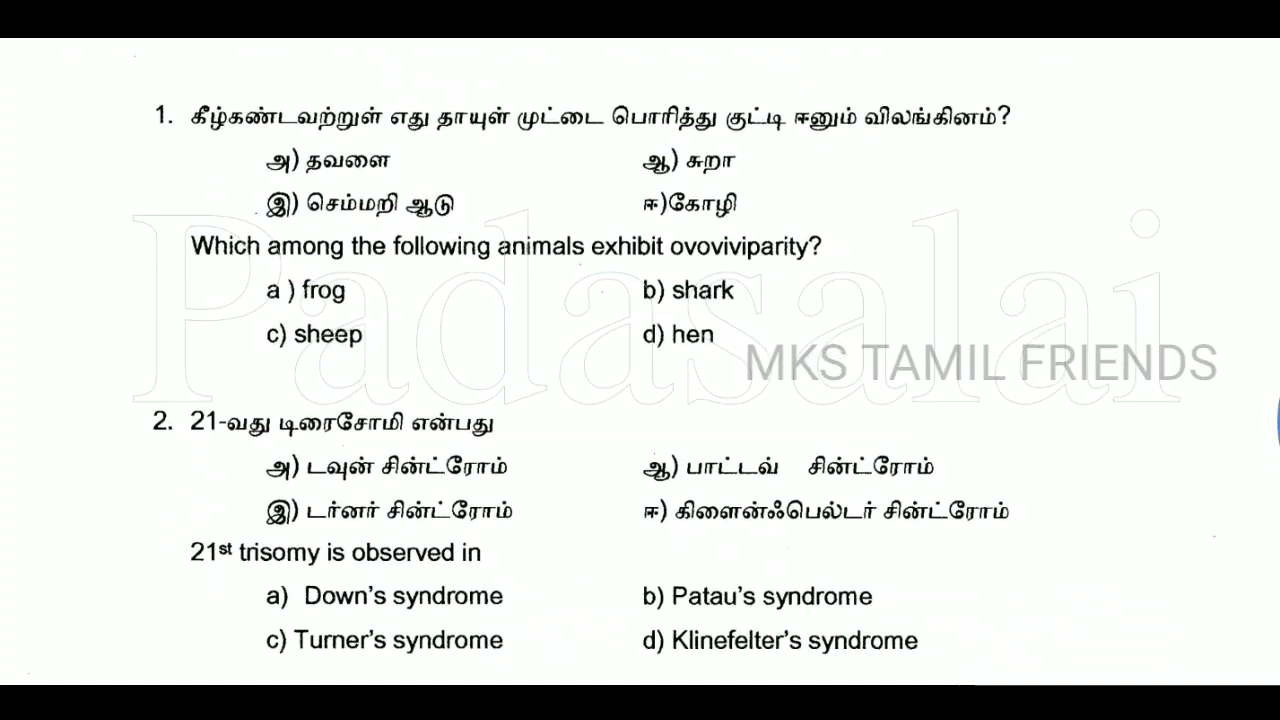 1. கீழ்கண்டவற்றுள் எது தாயுள் முட்டை பொரித்து குட்டி ஈனும் விலங்கினம்?
அ) தவளை ஆ) சுறா
இ) செம்மறி ஆடு ஈ)கோழி
Which among the following animals exhibit ovoviviparity?
a ) frog b) shark
c) sheep d) hen
MKS TAMIL FRIENDS
Padasalai
2. 21-வது டிரைசோமி என்பது
அ) டவுன் சின்ட்ரோம் ஆ) பாட்டவ் சின்ட்ரோம்
இ) டர்னர் சின்ட்ரோம் ஈ) கிளைன்ஃபெல்டர் சின்ட்ரோம்
21st trisomy is observed in
a) Down's syndrome b) Patau's syndrome
c) Turner's syndrome d) Klinefelter's syndrome